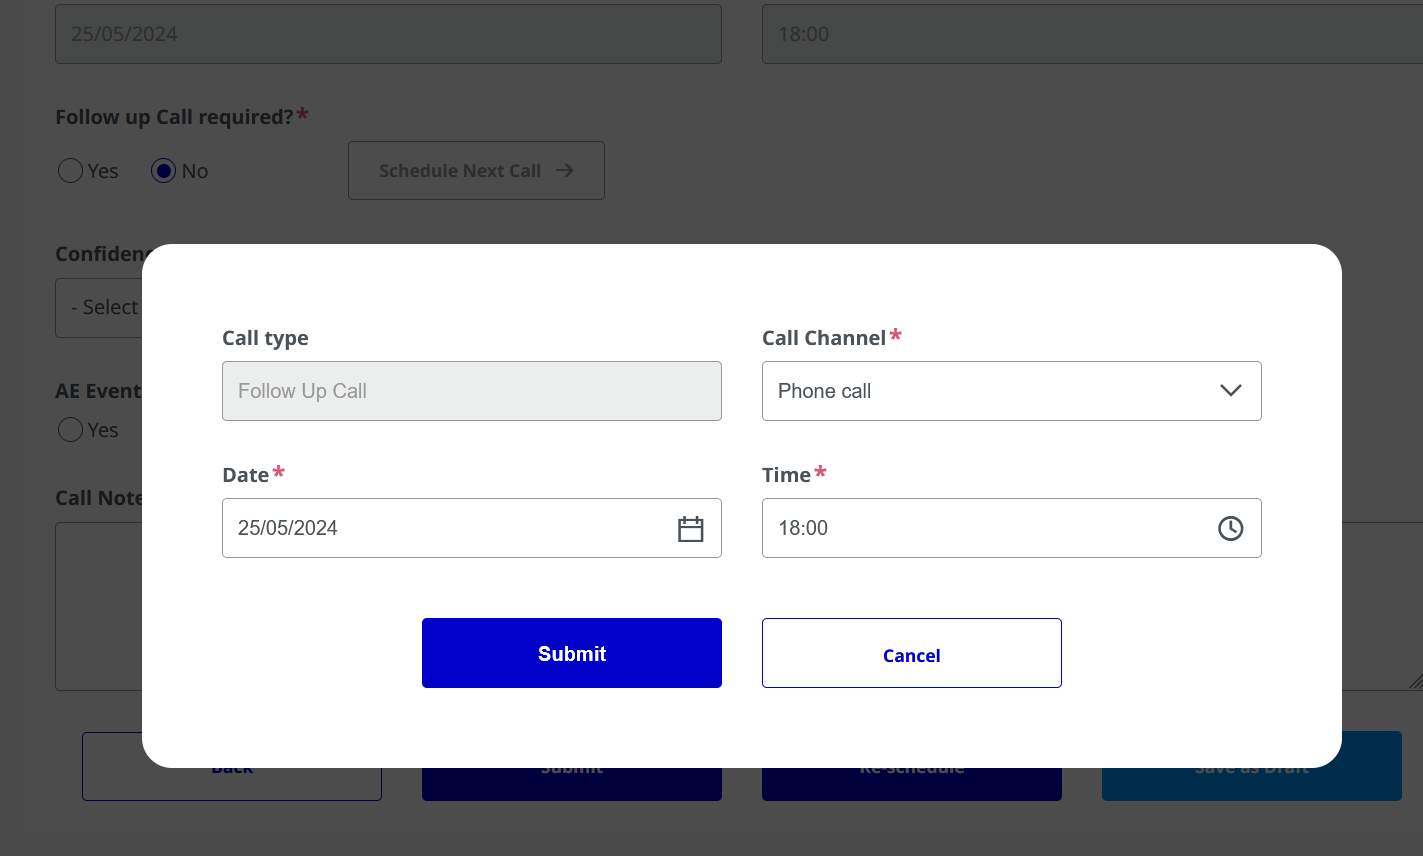 25/05/2024 18:00
Follow up Call required?*
Yes No Schedule Next Call
Confiden
- Select
Call type Call Channel*
Follow Up Call Phone call
AE Event
Yes
Date* Time*
Call Note
25/05/2024 18:00
Submit Cancel
Back Submit Re-schedule Save as Draft